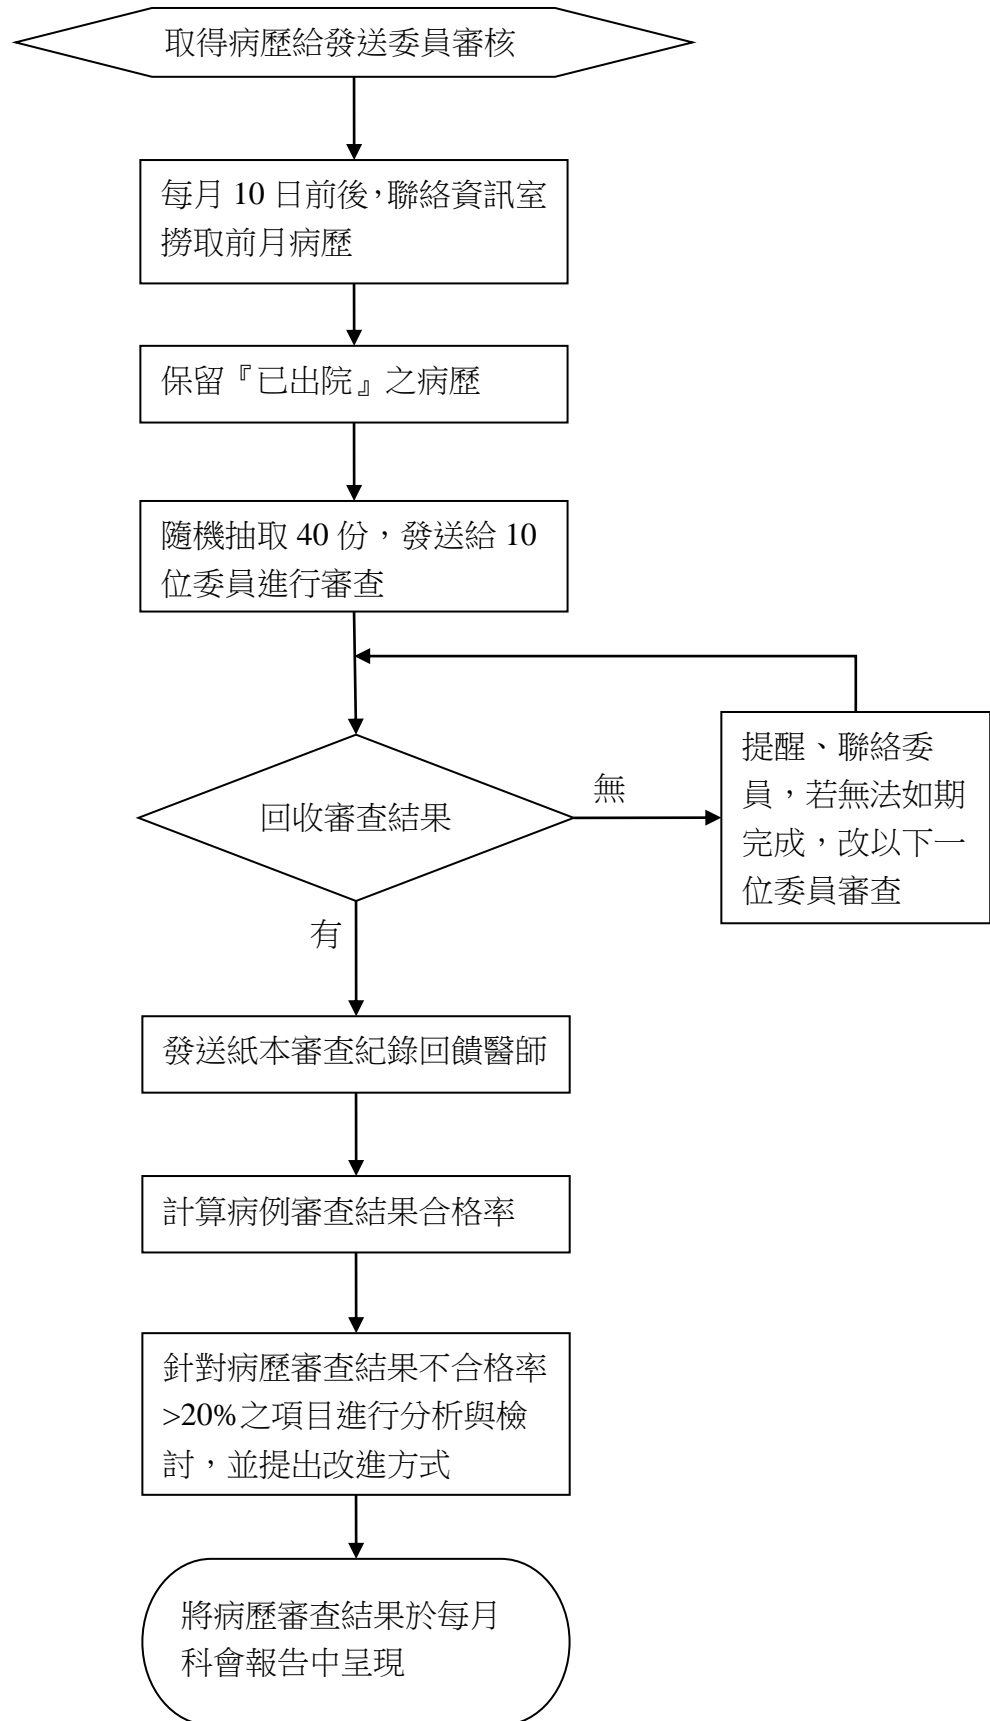 取得病歷給發送委員審核
每月 10 日前後，聯絡資訊室
撈取前月病歷
保留『已出院』之病歷
隨機抽取 40 份，發送給 10
位委員進行審查
回收審查結果
無
提醒、聯絡委
員，若無法如期
完成，改以下一
位委員審查
有
發送紙本審查紀錄回饋醫師
計算病例審查結果合格率
針對病歷審查結果不合格率
>20%之項目進行分析與檢
討，並提出改進方式
將病歷審查結果於每月
科會報告中呈現